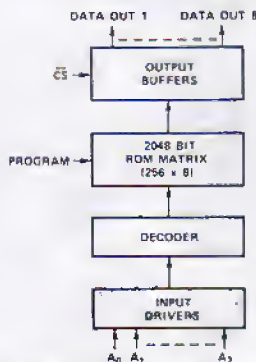 DATA OUT 1 DATA OUT 8
CS
OUTPUT
BUFFERS
PROGRAM
2048 BIT
ROM MATRIX
(256 x 8)
DECODER
INPUT
DRIVERS
A0 A1